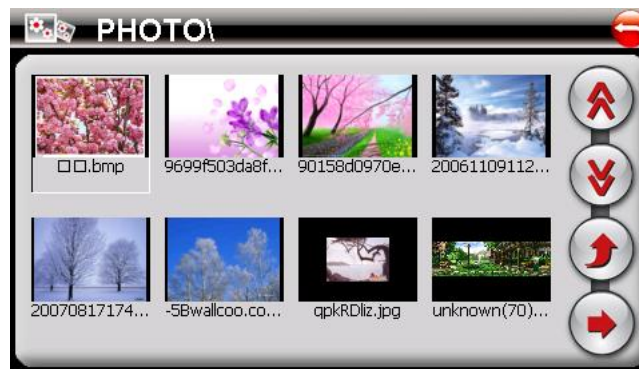 PHOTO\
□□.bmp
9699f503da8f...
90158d0970e...
20061109112...
20070817174...
-5Bwallcoo.co...
qpkRDliz.jpg
unknown(70)...